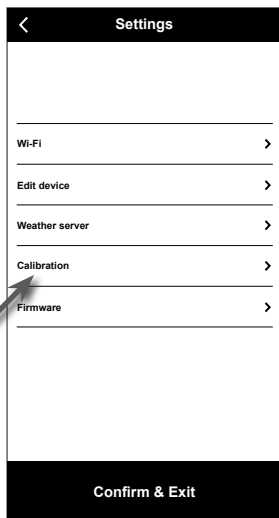 Settings
Wi-Fi
Edit device
Weather server
Calibration
Firmware
Confirm & Exit